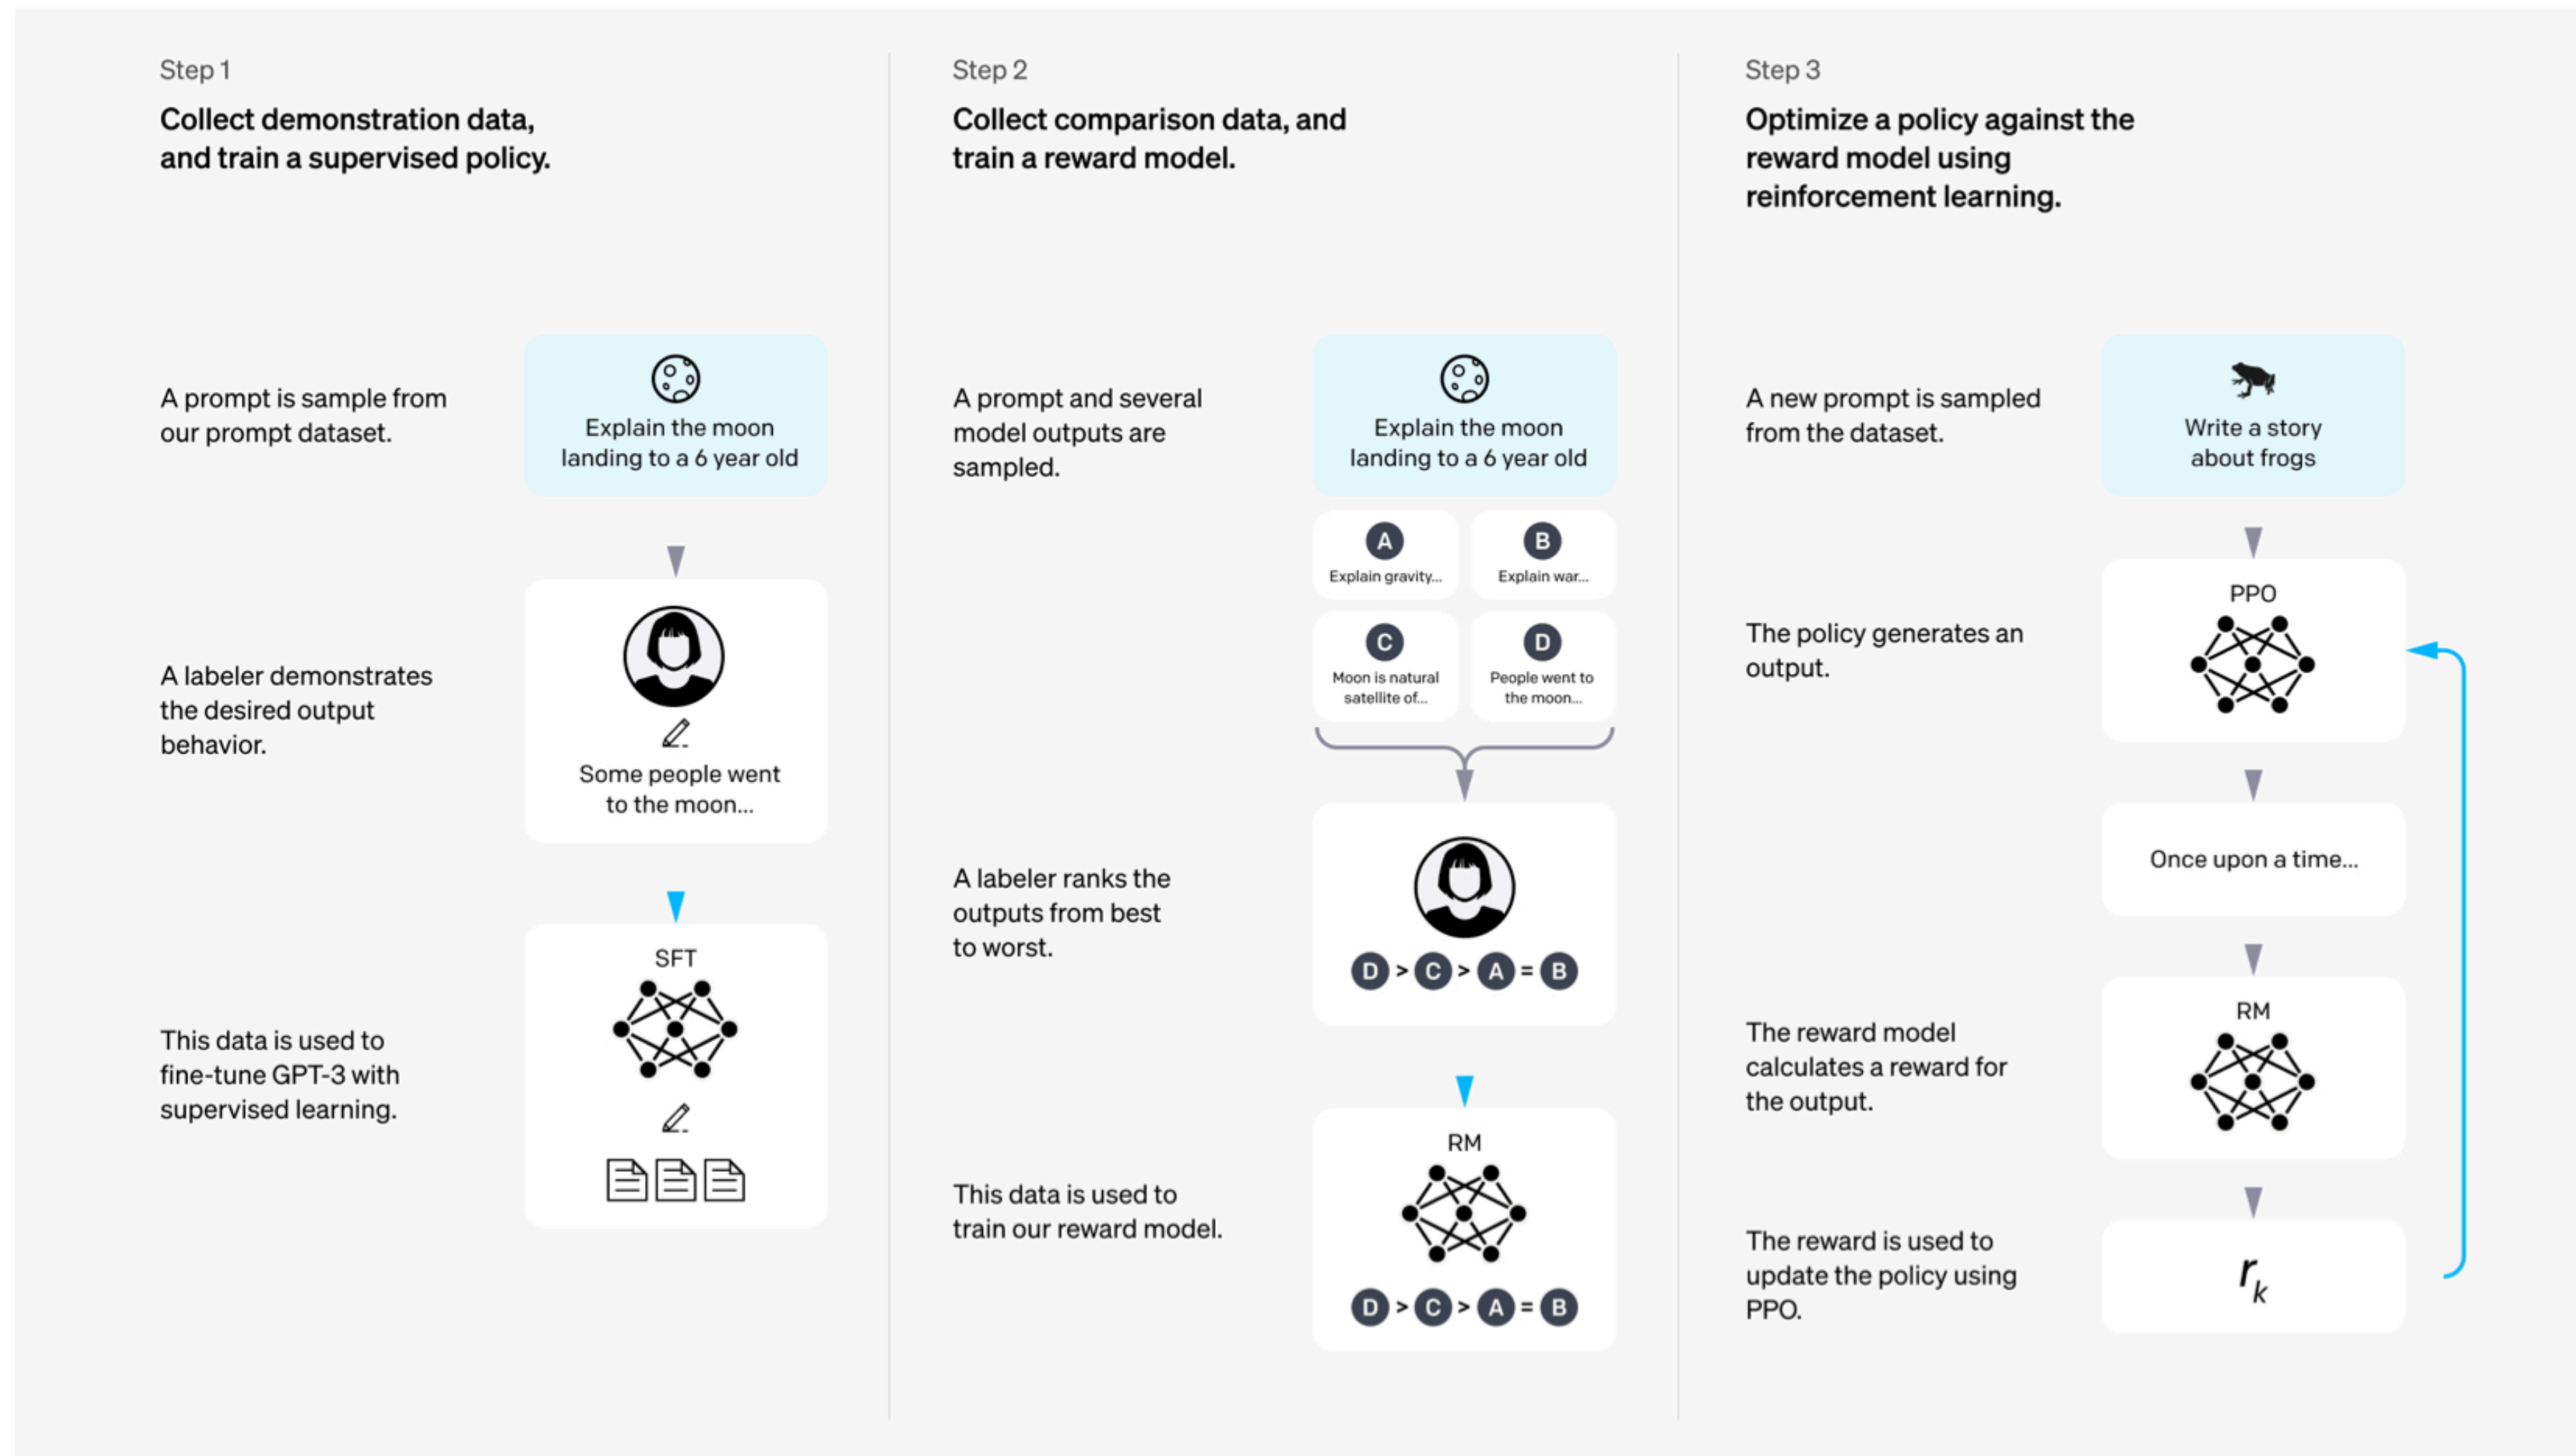 Step 1
Collect demonstration data,
and train a supervised policy.
A prompt is sample from
our prompt dataset.
Explain the moon
landing to a 6 year old
A labeler demonstrates
the desired output
behavior.
Some people went
to the moon...
This data is used to
fine-tune GPT-3 with
supervised learning.
SFT
Step 2
Collect comparison data, and
train a reward model.
A prompt and several
model outputs are
sampled.
Explain the moon
landing to a 6 year old
A
Explain gravity...
B
Explain war...
C
Moon is natural
satellite of...
D
People went to
the moon...
A labeler ranks the
outputs from best
to worst.
D > C > A = B
This data is used to
train our reward model.
RM
D > C > A = B
Step 3
Optimize a policy against the
reward model using
reinforcement learning.
A new prompt is sampled
from the dataset.
Write a story
about frogs
The policy generates an
output.
PPO
Once upon a time...
The reward model
calculates a reward for
the output.
RM
The reward is used to
update the policy using
PPO.
rk